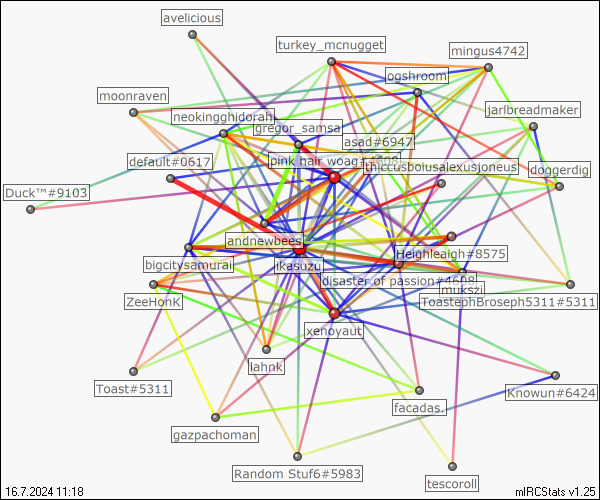 avelicious
turkey_mcnugget
mingus4742
ogshroom
moonraven
jarlbreadmaker
neokingghidorah
gregor_samsa
asad#6947
default#0617
pink hair woag
thiccusboiusalexusjoneus
doggerdig
Duck™#9103
andnewbees
Heighleaigh#8575
bigcitysamurai
ikasuzu
disaster of passion#4608
mukszi
ZeeHonK
ToastephBroseph5311#5311
xenoyaut
lahnk
Toast#5311
Knowun#6424
facadas.
gazpachoman
Random Stuf6#5983
tescoroll
16.7.2024 11:18
mIRCStats v1.25